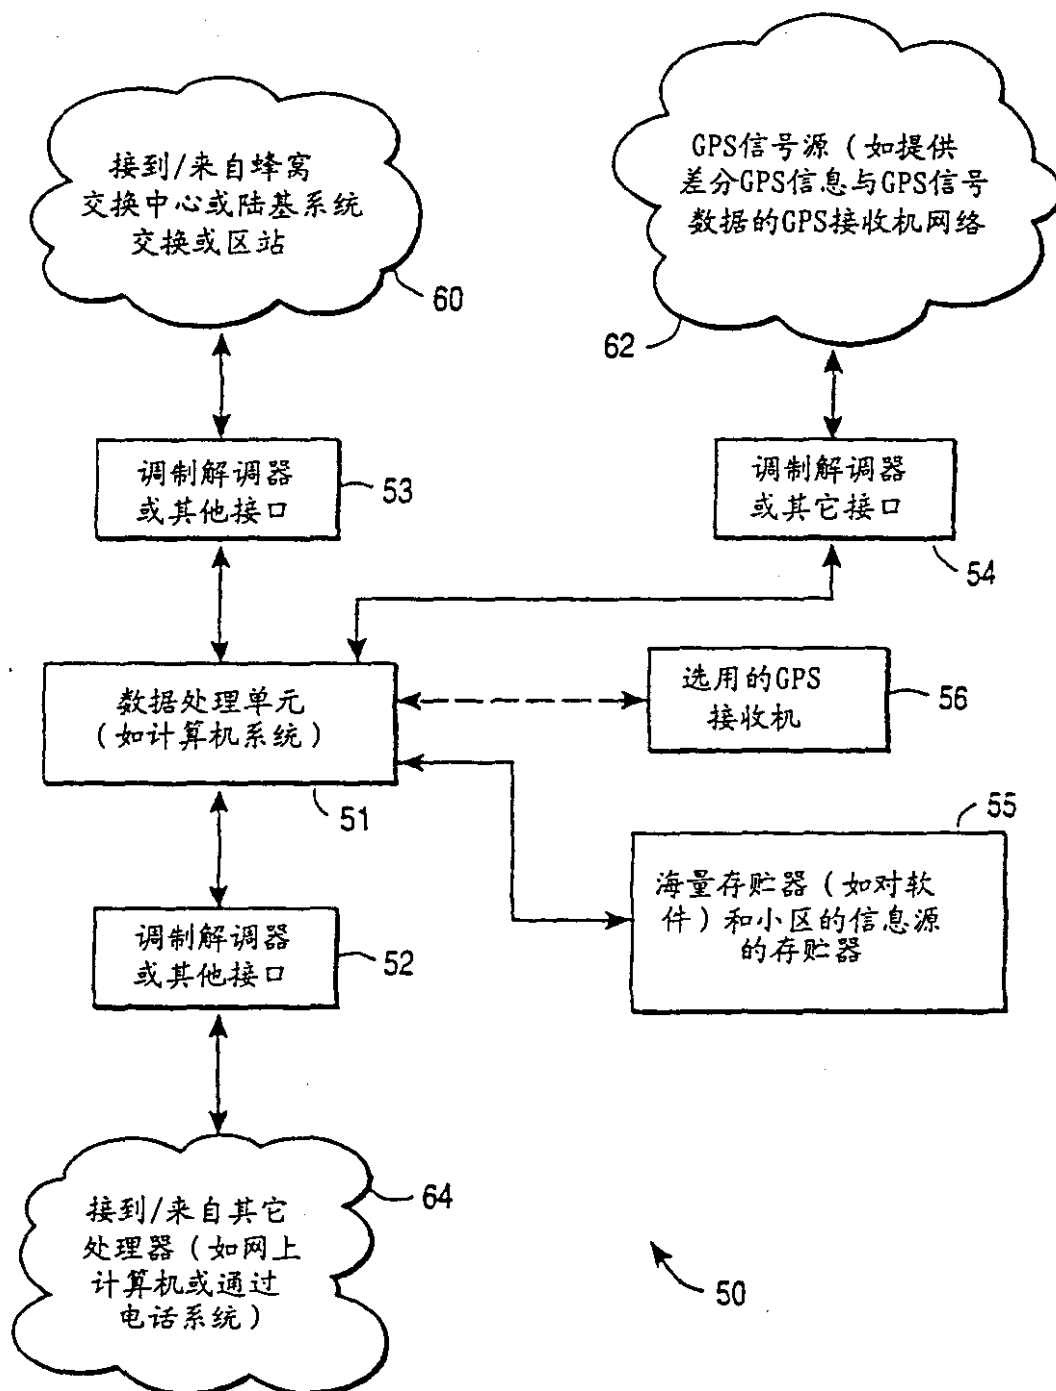 接到/来自蜂窝
交换中心或陆基系统
交换或区站
60
GPS信号源（如提供
差分GPS信息与GPS信号
数据的GPS接收机网络
62
调制解调器
或其他接口
53
调制解调器
或其它接口
54
数据处理单元
（如计算机系统）
51
选用的GPS
接收机
56
55
海量存贮器（如对软
件）和小区的信息源
的存贮器
调制解调器
或其他接口
52
接到/来自其它
处理器（如网上
计算机或通过
电话系统）
64
50